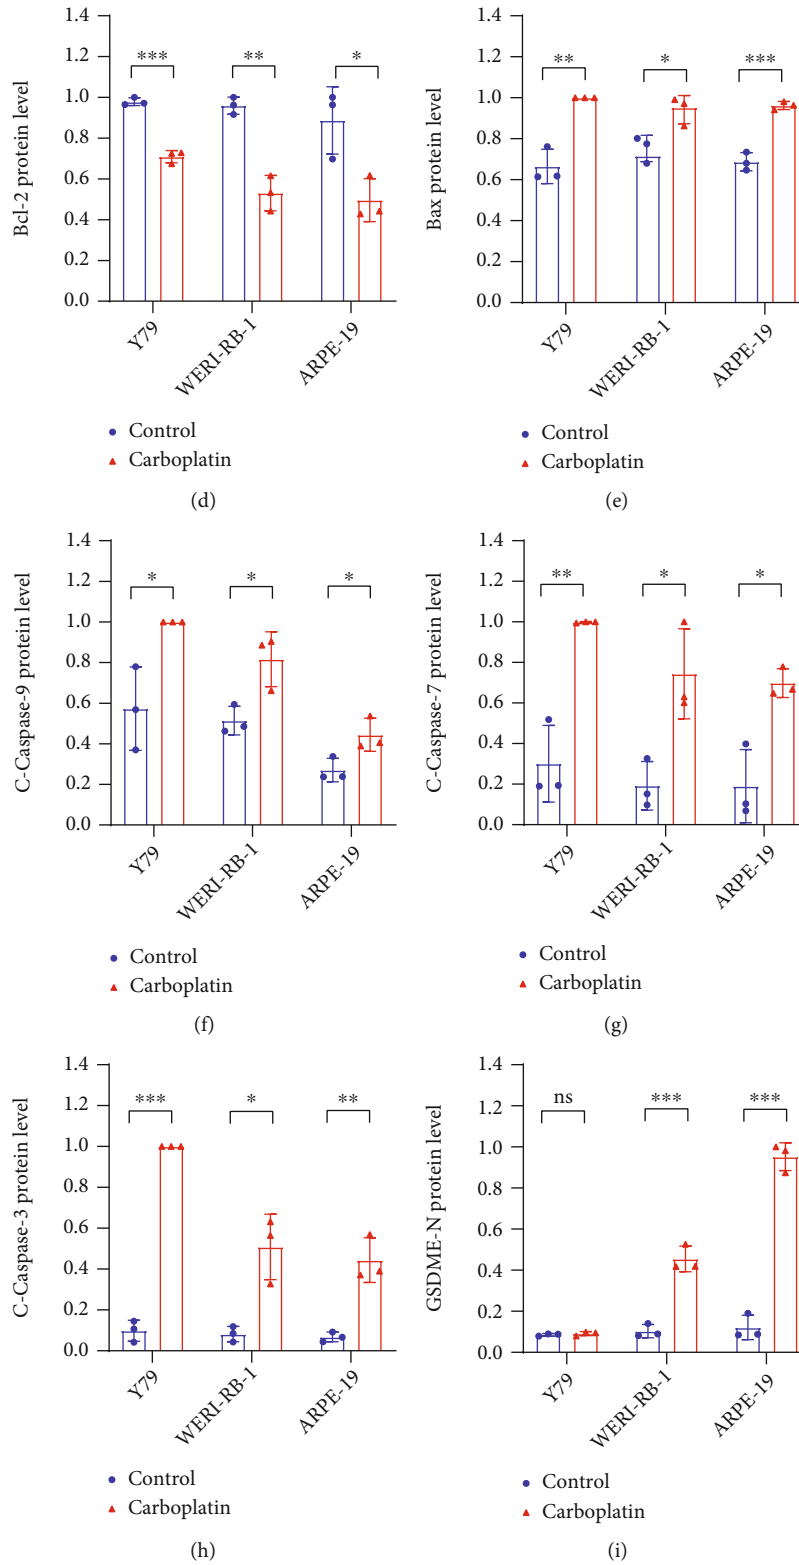 Bcl-2 protein level
1.4
1.2
1.0
0.8
0.6
0.4
0.2
0.0
***
**
*
Y79
WERI-RB-1
ARPE-19
Control
Carboplatin
(d)
Bax protein level
1.4
1.2
1.0
0.8
0.6
0.4
0.2
0.0
**
*
***
Y79
WERI-RB-1
ARPE-19
Control
Carboplatin
(e)
C-Caspase-9 protein level
1.4
1.2
1.0
0.8
0.6
0.4
0.2
0.0
*
*
*
Y79
WERI-RB-1
ARPE-19
Control
Carboplatin
(f)
C-Caspase-7 protein level
1.4
1.2
1.0
0.8
0.6
0.4
0.2
0.0
**
*
*
Y79
WERI-RB-1
ARPE-19
Control
Carboplatin
(g)
C-Caspase-3 protein level
1.4
1.2
1.0
0.8
0.6
0.4
0.2
0.0
***
*
**
Y79
WERI-RB-1
ARPE-19
Control
Carboplatin
(h)
GSDME-N protein level
1.4
1.2
1.0
0.8
0.6
0.4
0.2
0.0
ns
***
***
Y79
WERI-RB-1
ARPE-19
Control
Carboplatin
(i)